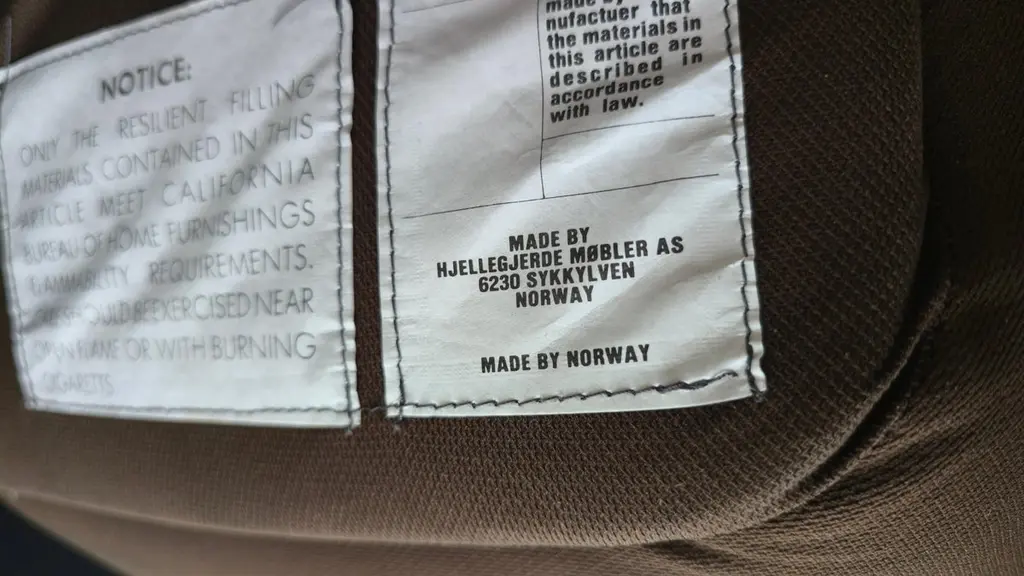 NOTICE:
ONLY THE RESILIENT FILLING
MATERIALS CONTAINED IN THIS
ARTICLE MEET CALIFORNIA
BUREAU OF HOME FURNISHINGS
FLAMMABILITY REQUIREMENTS.
SHOULD BE EXERCISED NEAR
OPEN FLAME OR WITH BURNING
CIGARETTS
made by
nufactuer that
the materials in
this article are
described in
accordance
with law.
MADE BY
HJELLEGJERDE MØBLER AS
6230 SYKKYLVEN
NORWAY
MADE BY NORWAY